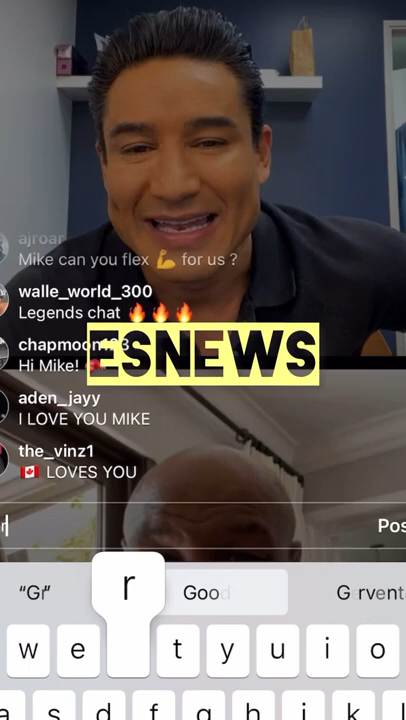 ajroar
Mike can you flex 💪 for us ?
walle_world_300
Legends chat 🔥🔥🔥
ESNEWS
Hi Mike!
aden_jayy
I LOVE YOU MIKE
the_vinz1
🇨🇦 LOVES YOU
Pos
"Gr"
r
Good
w e t y u i o
a s d f g h j k l